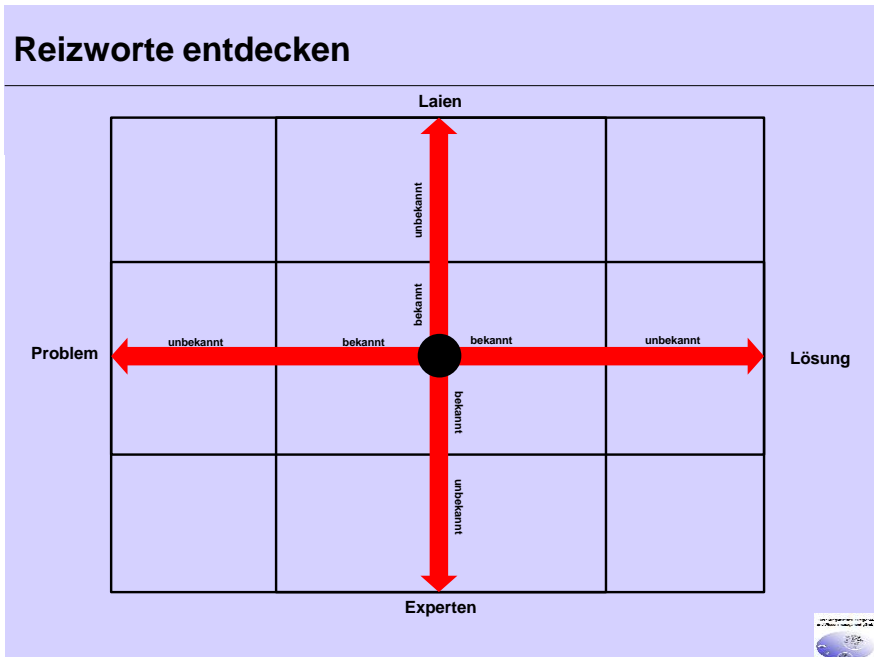 Reizworte entdecken
Laien
unbekannt
bekannt
Problem
unbekannt
bekannt
bekannt
unbekannt
Lösung
bekannt
unbekannt
Experten